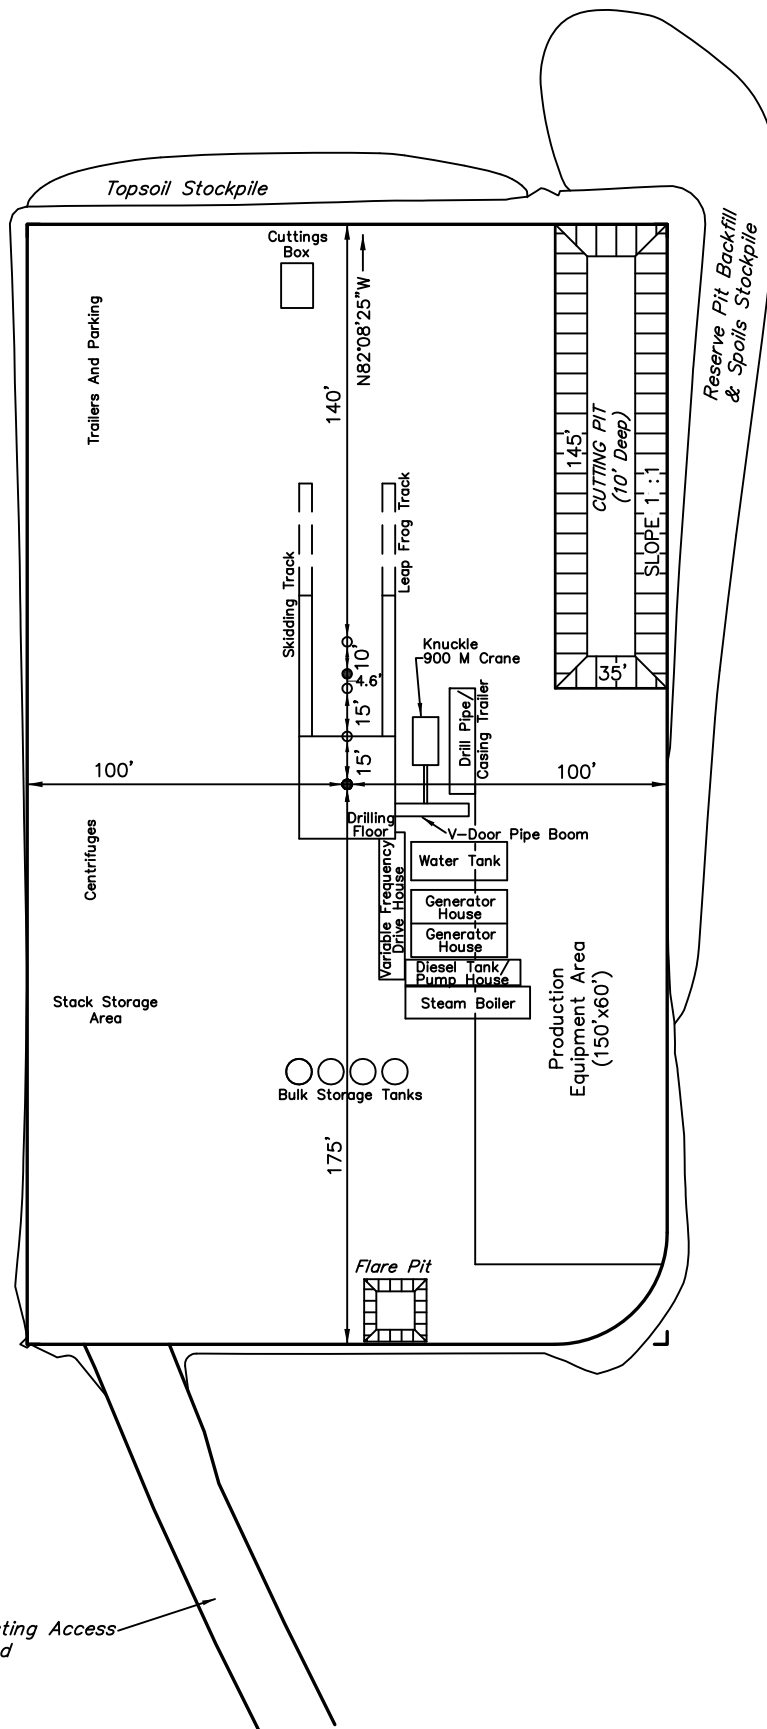 Topsoil Stockpile
Reserve Pit Backfill
& Spoils Stockpile
Cuttings
Box
N82°08'25"W
Trailers And Parking
140'
145'
CUTTING PIT
(10' Deep)
SLOPE 1 :1
35'
Skidding Track
Leap Frog Track
10'
4.6'
15'
15'
Knuckle
900 M Crane
Drill Pipe/
Casing Trailer
100'
100'
Drilling
Floor
V-Door Pipe Boom
Centrifuges
Variable Frequency
Drive House
Water Tank
Generator
House
Generator
House
Diesel Tank/
Pump House
Steam Boiler
Stack Storage
Area
Production
Equipment Area
(150'x60')
Bulk Storage Tanks
175'
Flare Pit
ting Access
d